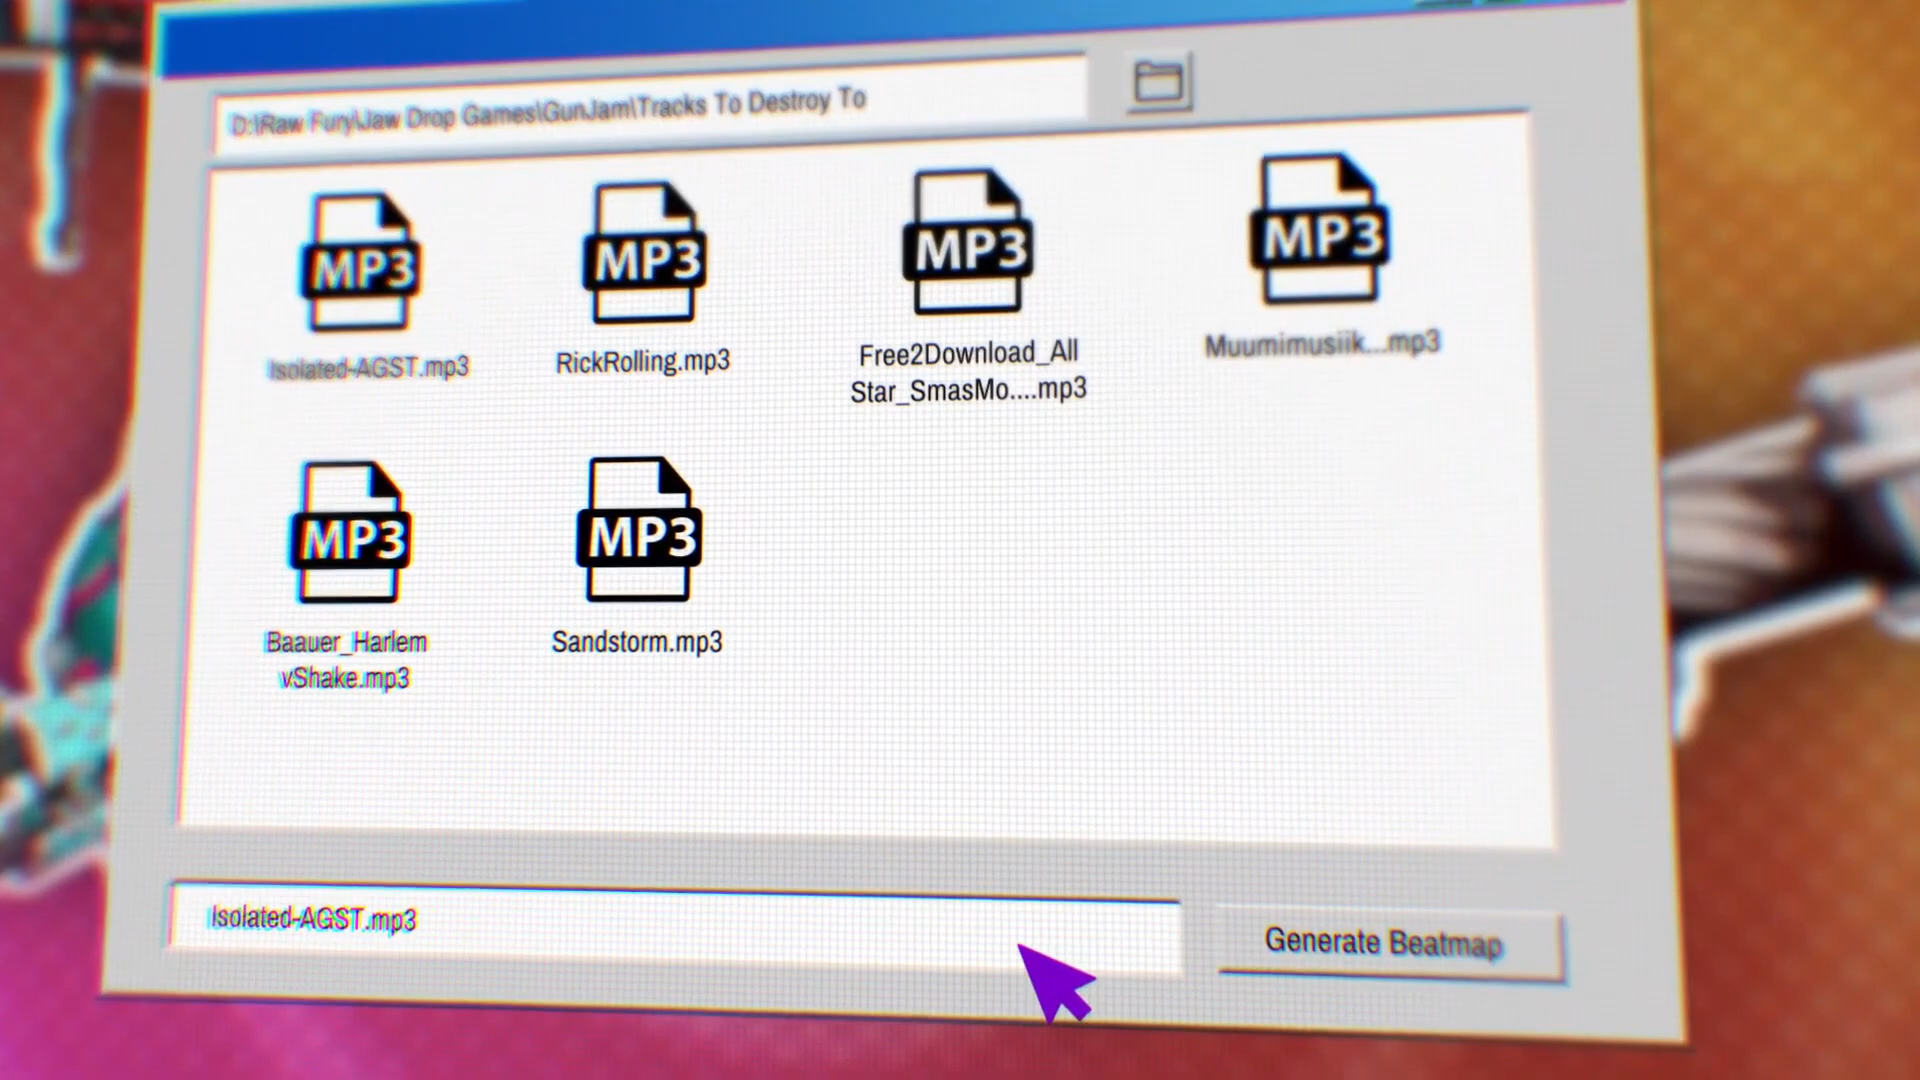 D:\Raw Fury\Jaw Drop Games\GunJam\Tracks To Destroy To
MP3
MP3
MP3
MP3
Isolated-AGST.mp3
RickRolling.mp3
Free2Download_All
Star_SmasMo....mp3
Muumimusiik...mp3
MP3
MP3
Baauer_Harlem
vShake.mp3
Sandstorm.mp3
Isolated-AGST.mp3
Generate Beatmap